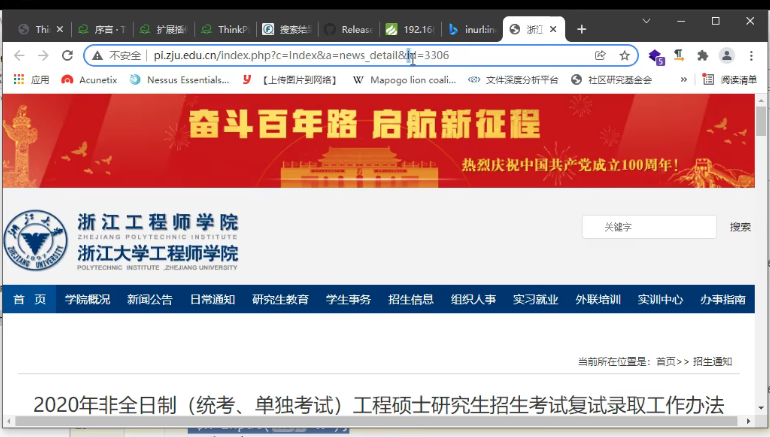 Thi
序言 · T
扩展插
ThinkP
搜索结
Releas
192.16
inurl:in
浙江
不安全 pi.zju.edu.cn/index.php?c=Index&a=news_detail&id=3306
应用 Acunetix Nessus Essentials... 【上传图片到网络】 Mapogo lion coali... 文件深度分析平台 社区研究基金会 » 阅读清单
奋斗百年路 启航新征程
热烈庆祝中国共产党成立100周年!
浙江工程师学院
ZHEJIANG POLYTECHNIC INSTITUTE
浙江大学工程师学院
POLYTECHNIC INSTITUTE ,ZHEJIANG UNIVERSITY
关键字 搜索
首 页 学院概况 新闻公告 日常通知 研究生教育 学生事务 招生信息 组织人事 实习就业 外联培训 实训中心 办事指南
当前所在位置是: 首页>> 招生通知
2020年非全日制（统考、单独考试）工程硕士研究生招生考试复试录取工作办法